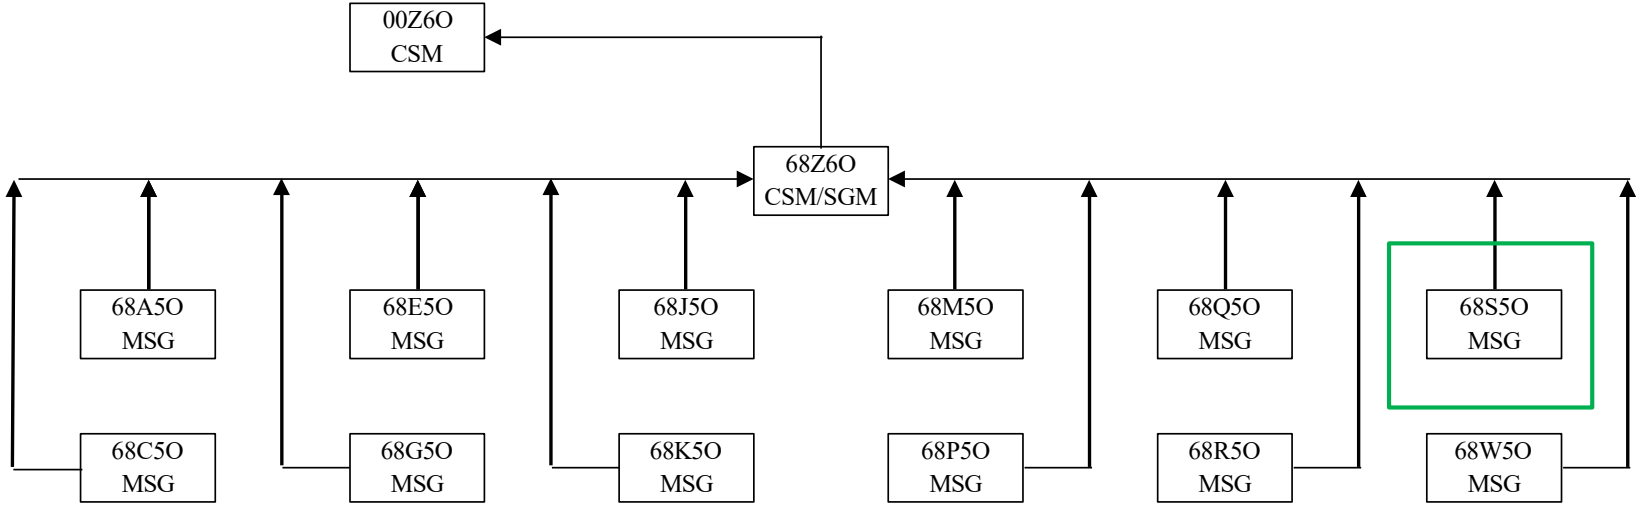 00Z6O
CSM
68Z6O
CSM/SGM
68A5O
MSG
68E5O
MSG
68J5O
MSG
68M5O
MSG
68Q5O
MSG
68S5O
MSG
68C5O
MSG
68G5O
MSG
68K5O
MSG
68P5O
MSG
68R5O
MSG
68W5O
MSG